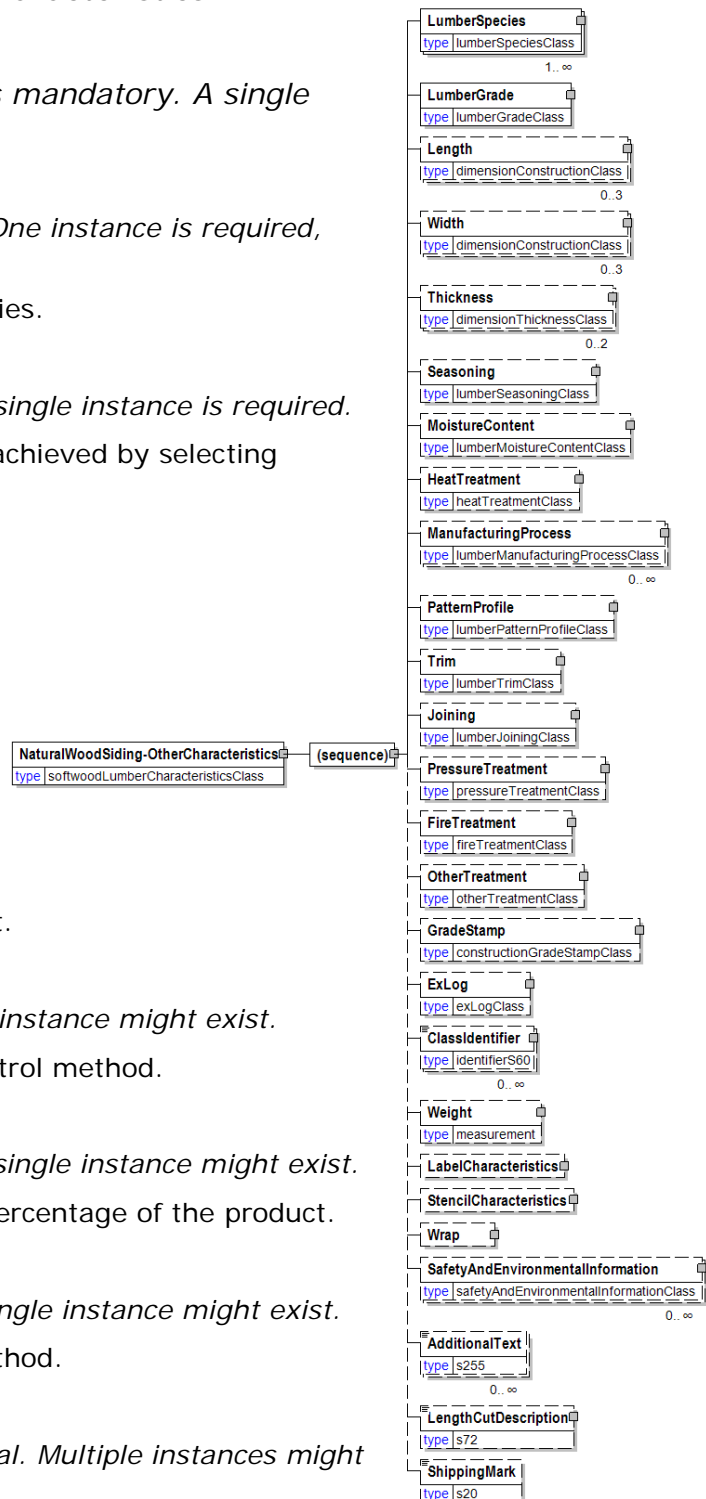 s mandatory. A single
One instance is required,
ies.
single instance is required.
achieved by selecting
t.
instance might exist.
trol method.
single instance might exist.
ercentage of the product.
ngle instance might exist.
thod.
al. Multiple instances might
NaturalWoodSiding-OtherCharacteristics
type softwoodLumberCharacteristicsClass
(sequence)
LumberSpecies
type lumberSpeciesClass
1..∞
LumberGrade
type lumberGradeClass
Length
type dimensionConstructionClass
0..3
Width
type dimensionConstructionClass
0..3
Thickness
type dimensionThicknessClass
0..2
Seasoning
type lumberSeasoningClass
MoistureContent
type lumberMoistureContentClass
HeatTreatment
type heatTreatmentClass
ManufacturingProcess
type lumberManufacturingProcessClass
0..∞
PatternProfile
type lumberPatternProfileClass
Trim
type lumberTrimClass
Joining
type lumberJoiningClass
PressureTreatment
type pressureTreatmentClass
FireTreatment
type fireTreatmentClass
OtherTreatment
type otherTreatmentClass
GradeStamp
type constructionGradeStampClass
ExLog
type exLogClass
ClassIdentifier
type identifierS60
0..∞
Weight
type measurement
LabelCharacteristics
StencilCharacteristics
Wrap
SafetyAndEnvironmentalInformation
type safetyAndEnvironmentalInformationClass
0..∞
AdditionalText
type s255
0..∞
LengthCutDescription
type s72
ShippingMark
type s20